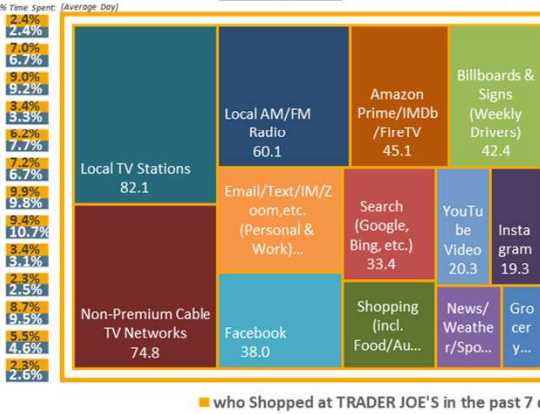 % Time Spent: (Average Day)
2.4%
2.4%
7.0%
6.7%
9.0%
9.2%
3.4%
3.3%
6.2%
7.7%
7.2%
6.7%
9.9%
9.8%
9.4%
10.7%
3.4%
3.1%
2.3%
2.5%
8.7%
9.5%
5.5%
4.6%
2.3%
2.6%
Local TV Stations
82.1
Non-Premium Cable
TV Networks
74.8
Local AM/FM
Radio
60.1
Amazon
Prime/IMDb
/FireTV
45.1
Billboards &
Signs
(Weekly
Drivers)
42.4
Email/Text/IM/Z
oom,etc.
(Personal &
Work)...
Facebook
38.0
Search
(Google,
Bing, etc.)
33.4
Shopping
(incl.
Food/Au...
YouTu
be
Video
20.3
Insta
gram
19.3
News/
Weathe
r/Spo...
Gro
cer
y...
who Shopped at TRADER JOE'S in the past 7